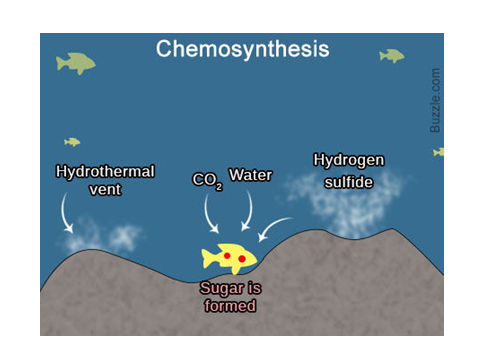 Chemosynthesis
Buzzle.com
Hydrothermal
vent
CO₂
Water
Hydrogen
sulfide
Sugar is
formed